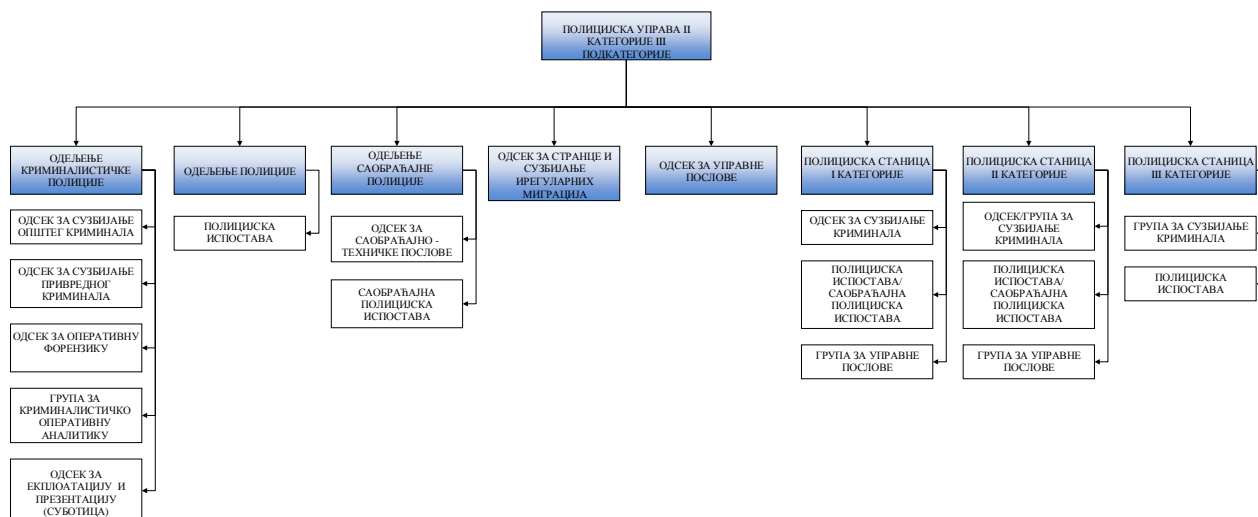 ПОЛИЦИЈСКА УПРАВА II
КАТЕГОРИЈЕ III
ПОДКАТЕГОРИЈЕ
ОДЕЉЕЊЕ
КРИМИНАЛИСТИЧКЕ
ПОЛИЦИЈЕ
ОДСЕК ЗА СУЗБИЈАЊЕ
ОПШТЕГ КРИМИНАЛА
ОДСЕК ЗА СУЗБИЈАЊЕ
ПРИВРЕДНОГ
КРИМИНАЛА
ОДСЕК ЗА ОПЕРАТИВНУ
ФОРЕНЗИКУ
ГРУПА ЗА
КРИМИНАЛИСТИЧКО
ОПЕРАТИВНУ
АНАЛИТИКУ
ОДСЕК ЗА
ЕКПЛОАТАЦИЈУ И
ПРЕЗЕНТАЦИЈУ
(СУБОТИЦА)
ОДЕЉЕЊЕ ПОЛИЦИЈЕ
ПОЛИЦИЈСКА
ИСПОСТАВА
ОДЕЉЕЊЕ
САОБРАЋАЈНЕ
ПОЛИЦИЈЕ
ОДСЕК ЗА
САОБРАЋАЈНО -
ТЕХНИЧКЕ ПОСЛОВЕ
САОБРАЋАЈНА
ПОЛИЦИЈСКА
ИСПОСТАВА
ОДСЕК ЗА СТРАНЦЕ И
СУЗБИЈАЊЕ
ИРЕГУЛАРНИХ
МИГРАЦИЈА
ОДСЕК ЗА УПРАВНЕ
ПОСЛОВЕ
ПОЛИЦИЈСКА СТАНИЦА
I КАТЕГОРИЈЕ
ОДСЕК ЗА СУЗБИЈАЊЕ
КРИМИНАЛА
ПОЛИЦИЈСКА
ИСПОСТАВА/
САОБРАЋАЈНА
ПОЛИЦИЈСКА
ИСПОСТАВА
ГРУПА ЗА УПРАВНЕ
ПОСЛОВЕ
ПОЛИЦИЈСКА СТАНИЦА
II КАТЕГОРИЈЕ
ОДСЕК/ГРУПА ЗА
СУЗБИЈАЊЕ
КРИМИНАЛА
ПОЛИЦИЈСКА
ИСПОСТАВА/
САОБРАЋАЈНА
ПОЛИЦИЈСКА
ИСПОСТАВА
ГРУПА ЗА УПРАВНЕ
ПОСЛОВЕ
ПОЛИЦИЈСКА СТАНИЦА
III КАТЕГОРИЈЕ
ГРУПА ЗА СУЗБИЈАЊЕ
КРИМИНАЛА
ПОЛИЦИЈСКА
ИСПОСТАВА